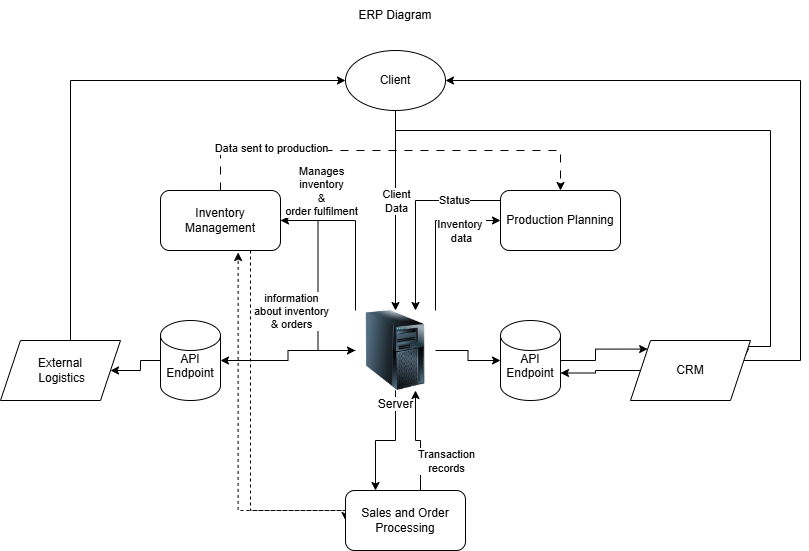 ERP Diagram
Client
Data sent to production
Manages
inventory
&
order fulfilment
Client
Data
Status
Inventory
Management
Production Planning
Inventory
data
information
about inventory
& orders
External
Logistics
API
Endpoint
API
Endpoint
CRM
Server
Transaction
records
Sales and Order
Processing